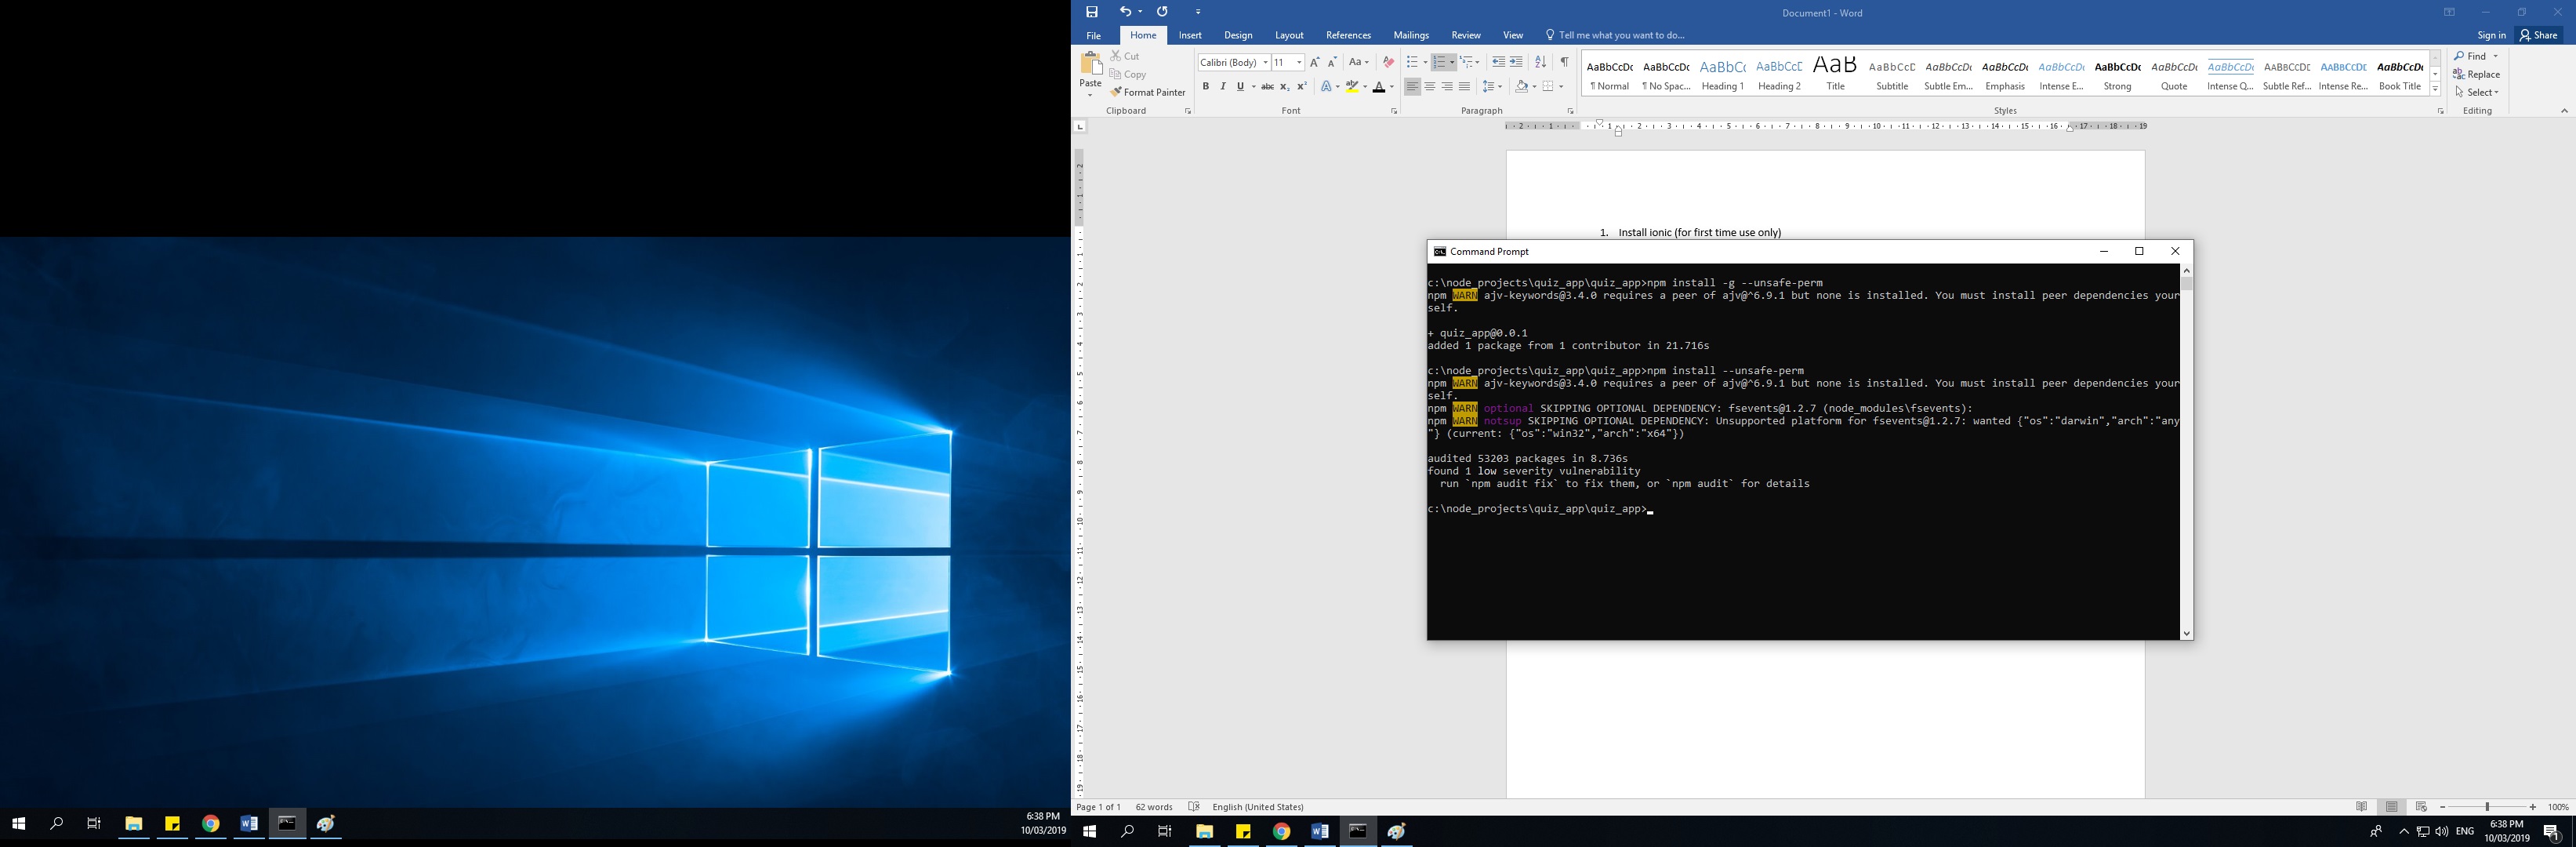 Document1 - Word
File Home Insert Design Layout References Mailings Review View Tell me what you want to do... Sign in Share
Paste
Cut
Copy
Format Painter
Clipboard
Calibri (Body) 11
Font
Paragraph
AaBbCcDc AaBbCcDc AaBbCc AaBbCcD AaB AaBbCcD AaBbCcDc AaBbCcDc AaBbCcDc AaBbCcDc AaBbCcDc AaBbCcDc AaBbCcDd AaBbCcDd AaBbCcDc
¶ Normal ¶ No Spac... Heading 1 Heading 2 Title Subtitle Subtle Em... Emphasis Intense E... Strong Quote Intense Q... Subtle Ref... Intense Re... Book Title
Styles
Find
Replace
Select
Editing
1. Install ionic (for first time use only)
Command Prompt
c:\node_projects\quiz_app\quiz_app>npm install -g --unsafe-perm
npm WARN ajv-keywords@3.4.0 requires a peer of ajv@^6.9.1 but none is installed. You must install peer dependencies your
self.
+ quiz_app@0.0.1
added 1 package from 1 contributor in 21.716s
c:\node_projects\quiz_app\quiz_app>npm install --unsafe-perm
npm WARN ajv-keywords@3.4.0 requires a peer of ajv@^6.9.1 but none is installed. You must install peer dependencies your
self.
npm WARN optional SKIPPING OPTIONAL DEPENDENCY: fsevents@1.2.7 (node_modules\fsevents):
npm WARN notsup SKIPPING OPTIONAL DEPENDENCY: Unsupported platform for fsevents@1.2.7: wanted {"os":"darwin","arch":"any
"} (current: {"os":"win32","arch":"x64"})
audited 53203 packages in 8.736s
found 1 low severity vulnerability
run `npm audit fix` to fix them, or `npm audit` for details
c:\node_projects\quiz_app\quiz_app>
Page 1 of 1 62 words English (United States) 100%
6:38 PM
10/03/2019
ENG
6:38 PM
10/03/2019